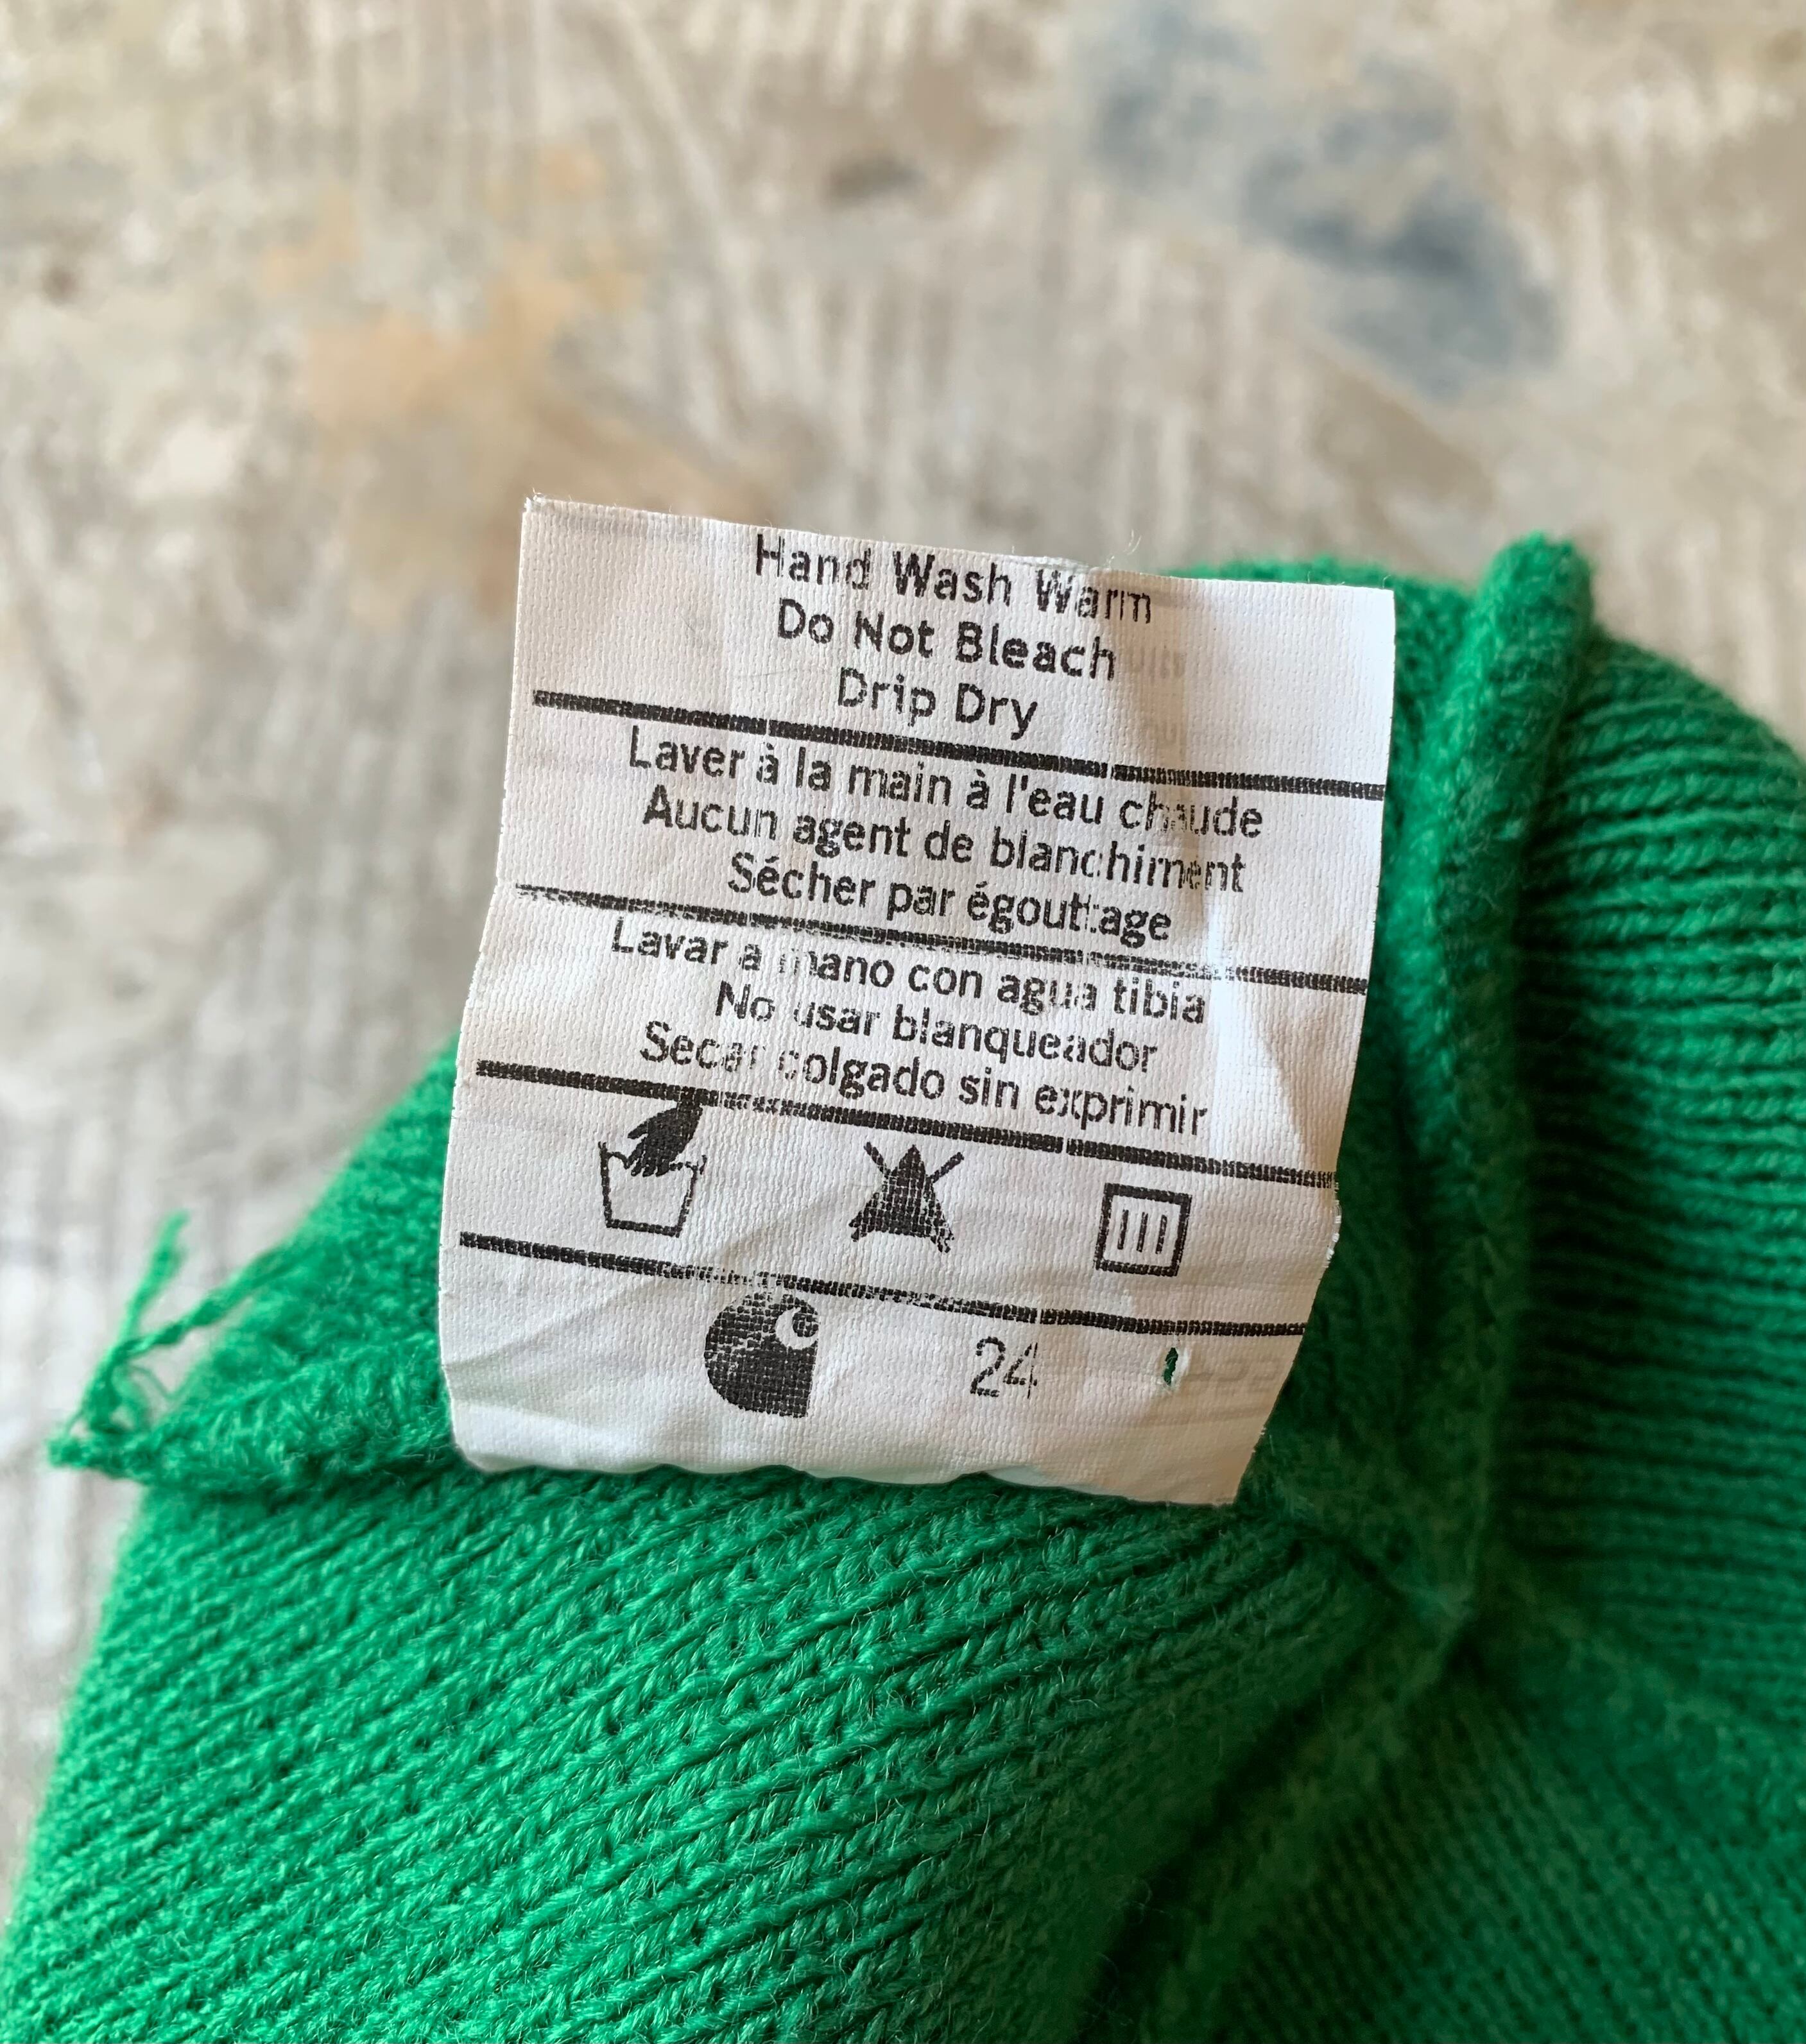 Hand Wash Warm
Do Not Bleach
Drip Dry
Laver à la main à l'eau chaude
Aucun agent de blanchiment
Sécher par égouttage
Lavar a mano con agua tibia
No usar blanqueador
Secar colgado sin exprimir
24